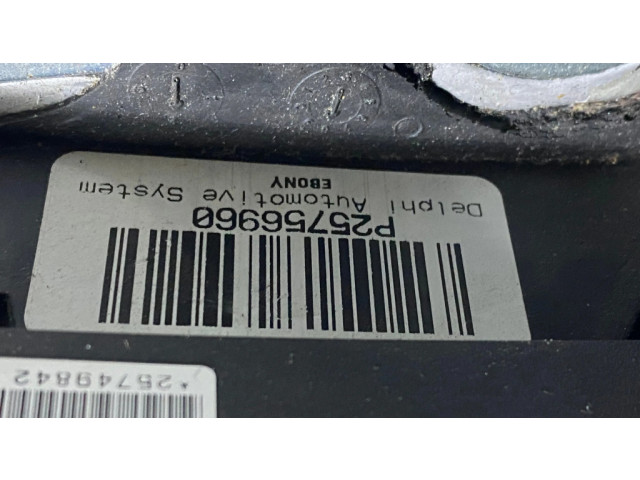 P25756960
Delphi Automotive System
EBONY
*25749842